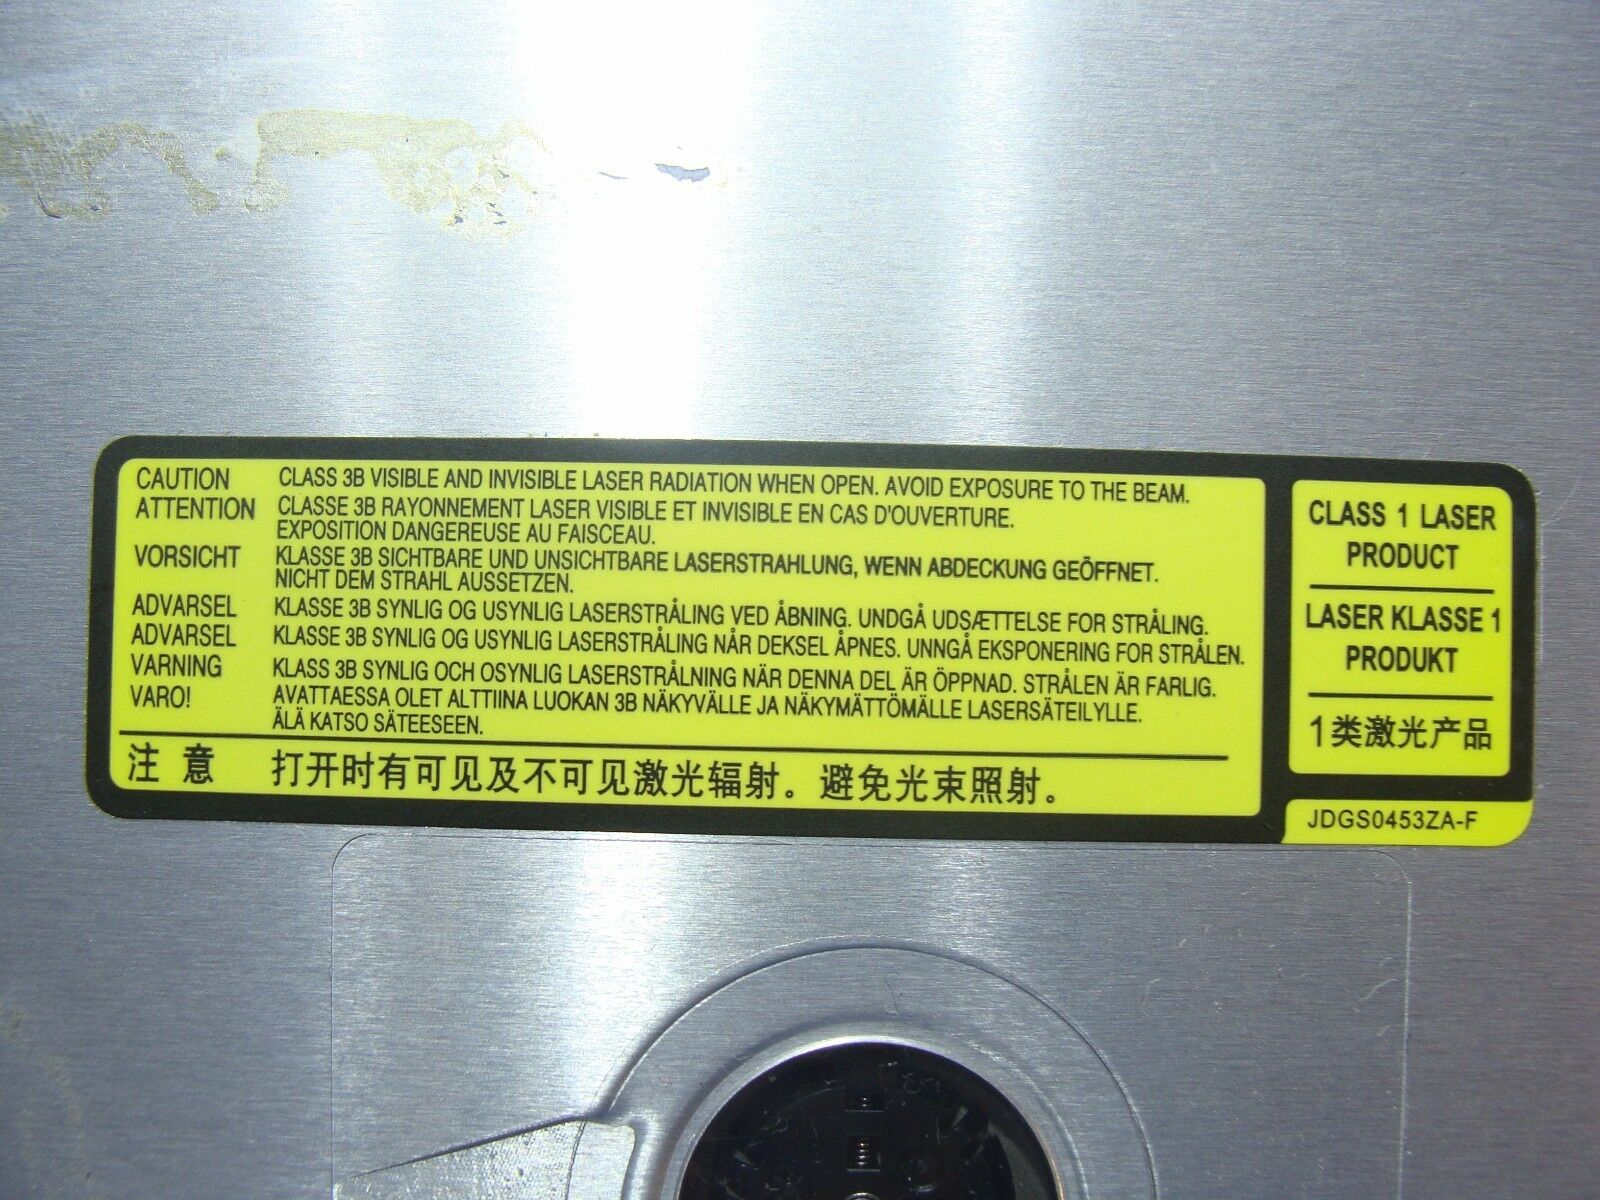 CAUTION CLASS 3B VISIBLE AND INVISIBLE LASER RADIATION WHEN OPEN. AVOID EXPOSURE TO THE BEAM.
ATTENTION CLASSE 3B RAYONNEMENT LASER VISIBLE ET INVISIBLE EN CAS D'OUVERTURE.
EXPOSITION DANGEREUSE AU FAISCEAU.
VORSICHT KLASSE 3B SICHTBARE UND UNSICHTBARE LASERSTRAHLUNG, WENN ABDECKUNG GEÖFFNET.
NICHT DEM STRAHL AUSSETZEN.
ADVARSEL KLASSE 3B SYNLIG OG USYNLIG LASERSTRÅLING VED ÅBNING. UNDGÅ UDSÆTTELSE FOR STRÅLING.
ADVARSEL KLASSE 3B SYNLIG OG USYNLIG LASERSTRÅLING NÅR DEKSEL ÅPNES. UNNGÅ EKSPONERING FOR STRÅLEN.
VARNING KLASS 3B SYNLIG OCH OSYNLIG LASERSTRÅLNING NÄR DENNA DEL ÄR ÖPPNAD. STRÅLEN ÄR FARLIG.
VARO! AVATTAESSA OLET ALTTIINA LUOKAN 3B NÄKYVÄLLE JA NÄKYMÄTTÖMÄLLE LASERSÄTEILYLLE.
ÄLÄ KATSO SÄTEESEEN.
注 意 打开时有可见及不可见激光辐射。避免光束照射。
CLASS 1 LASER
PRODUCT
LASER KLASSE 1
PRODUKT
1类激光产品
JDGS0453ZA-F